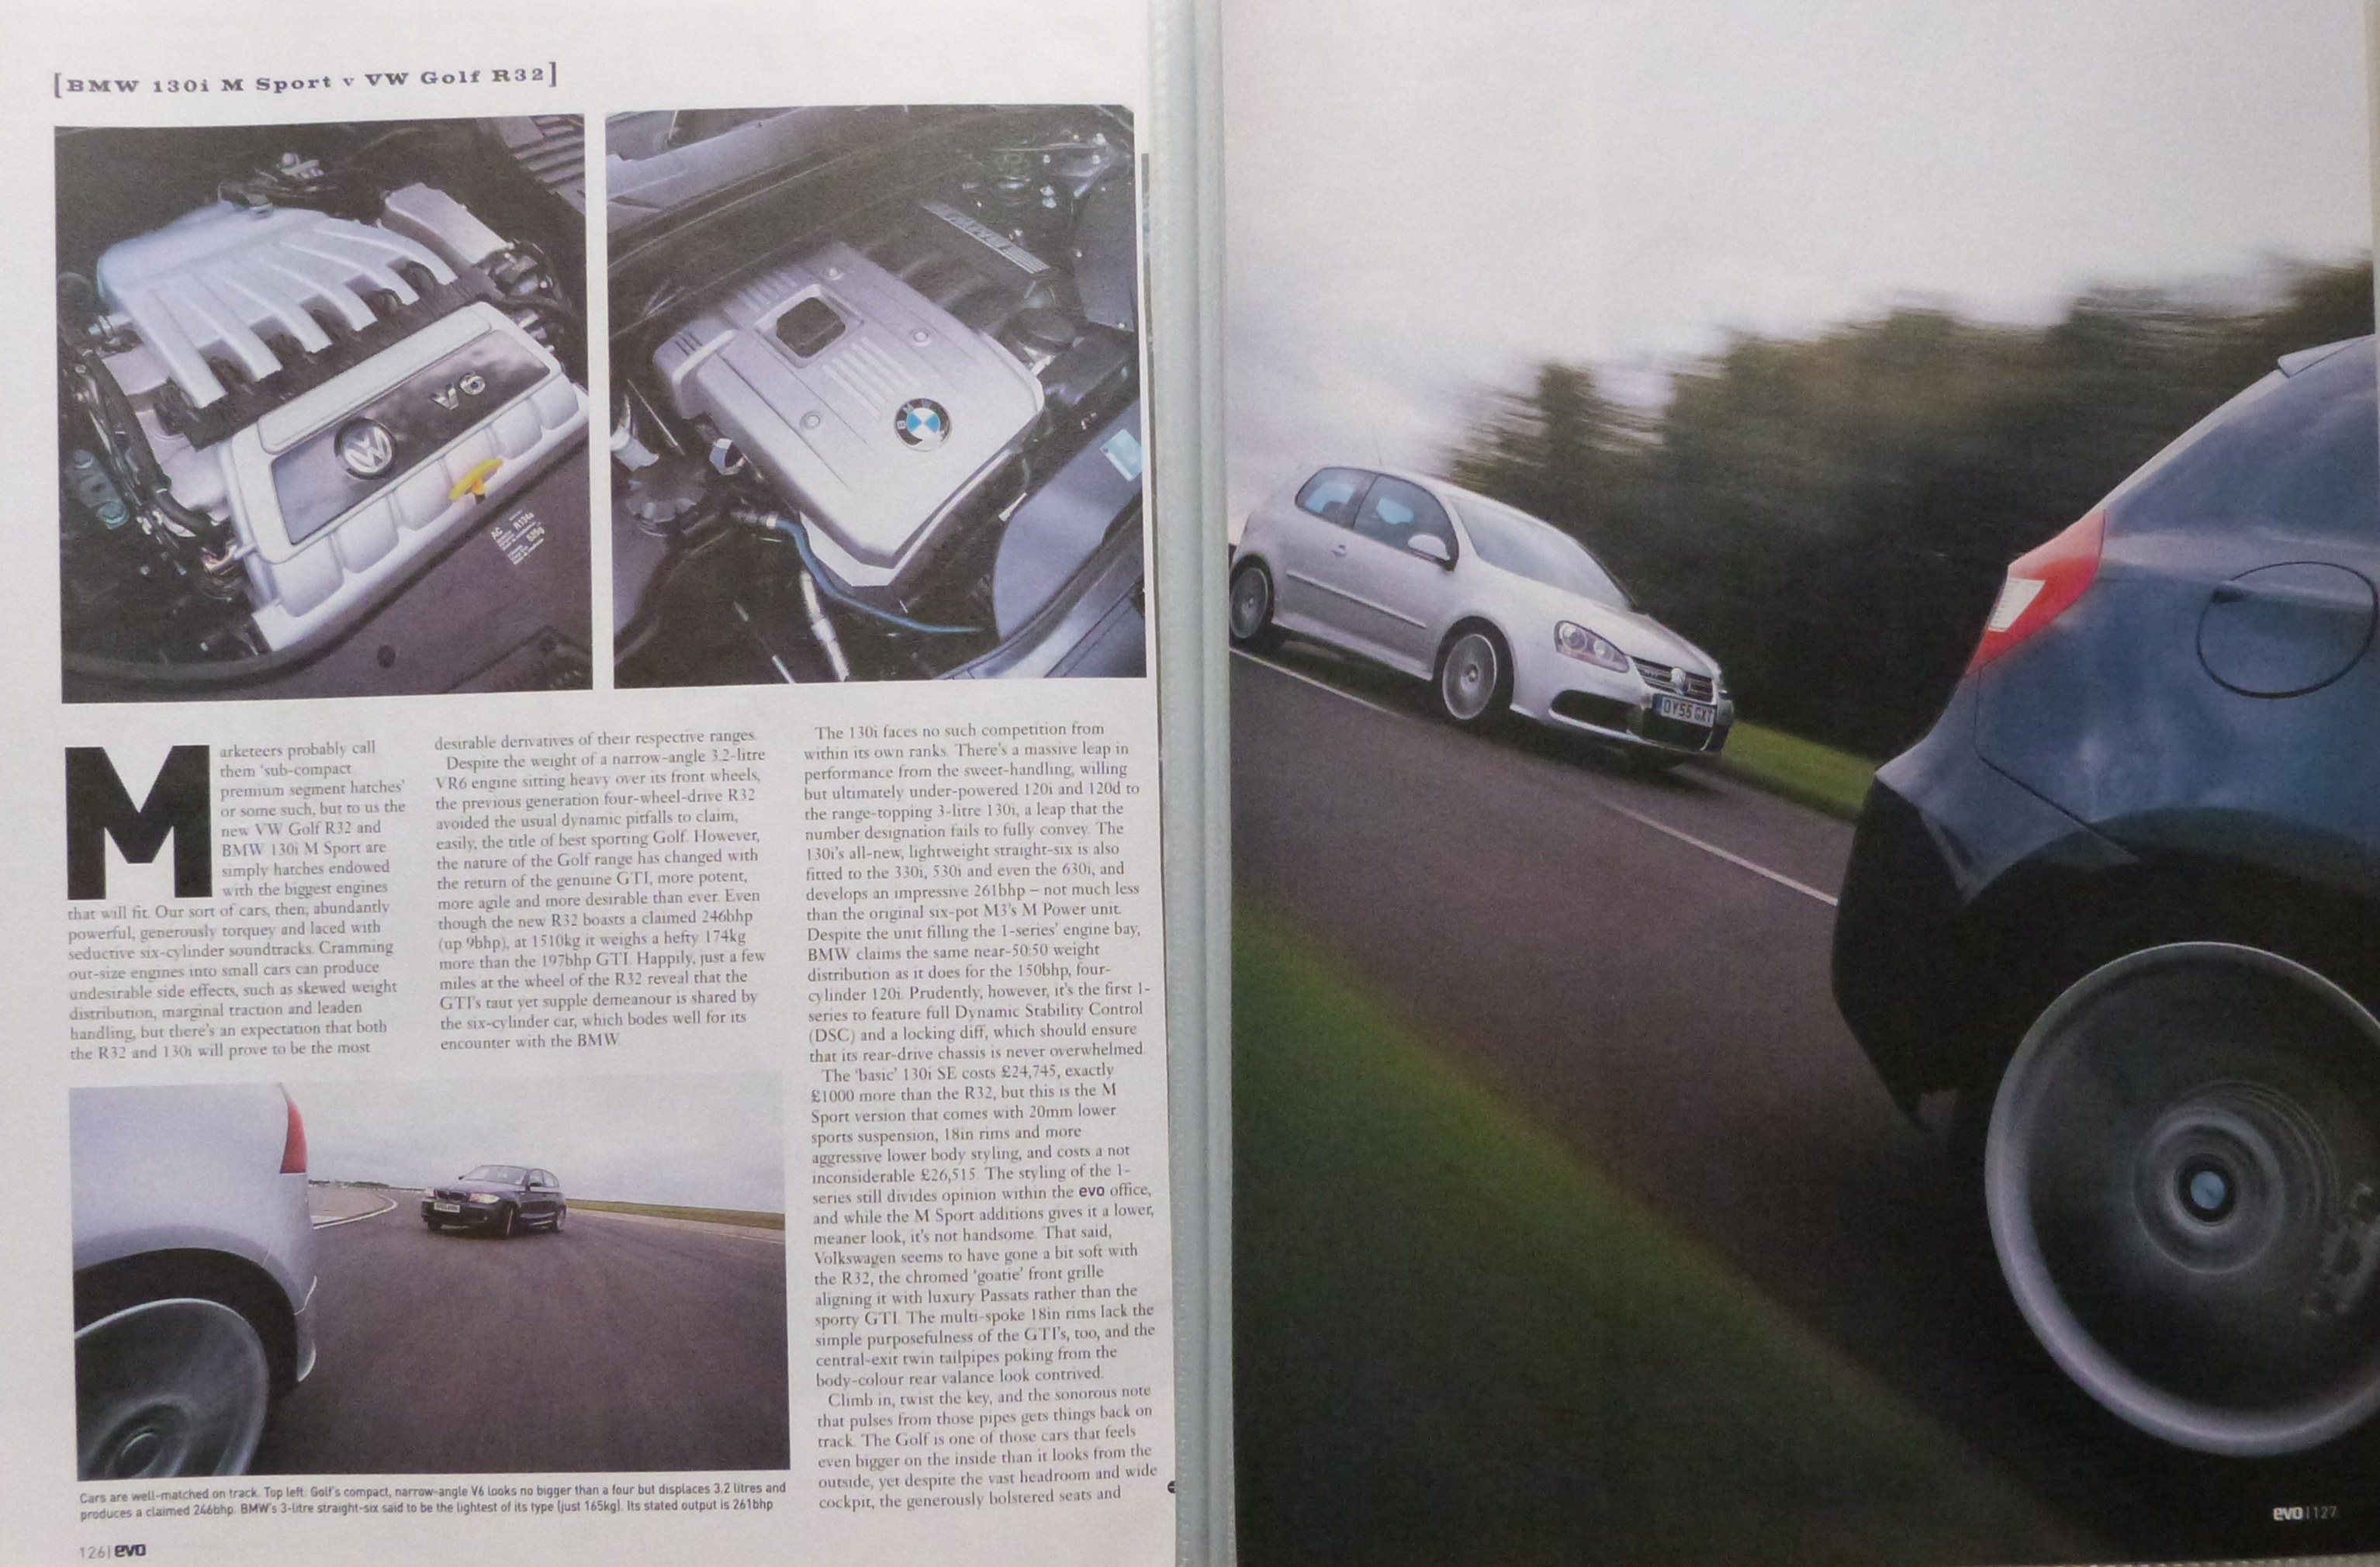 [BMW 130i M Sport v VW Golf R32]
V6
AC
R134a
BMW
Marketeers probably call
them 'sub-compact
premium segment hatches'
or some such, but to us the
new VW Golf R32 and
BMW 130i M Sport are
simply hatches endowed
with the biggest engines
that will fit. Our sort of cars, then; abundantly
powerful, generously torquey and laced with
seductive six-cylinder soundtracks. Cramming
out-size engines into small cars can produce
undesirable side effects, such as skewed weight
distribution, marginal traction and leaden
handling, but there's an expectation that both
the R32 and 130i will prove to be the most
desirable derivatives of their respective ranges.
Despite the weight of a narrow-angle 3.2-litre
VR6 engine sitting heavy over its front wheels,
the previous generation four-wheel-drive R32
avoided the usual dynamic pitfalls to claim,
easily, the title of best sporting Golf. However,
the nature of the Golf range has changed with
the return of the genuine GTI, more potent,
more agile and more desirable than ever. Even
though the new R32 boasts a claimed 246bhp
(up 9bhp), at 1510kg it weighs a hefty 174kg
more than the 197bhp GTI. Happily, just a few
miles at the wheel of the R32 reveal that the
GTI's taut yet supple demeanour is shared by
the six-cylinder car, which bodes well for its
encounter with the BMW.
The 130i faces no such competition from
within its own ranks. There's a massive leap in
performance from the sweet-handling, willing
but ultimately under-powered 120i and 120d to
the range-topping 3-litre 130i, a leap that the
number designation fails to fully convey. The
130i's all-new, lightweight straight-six is also
fitted to the 330i, 530i and even the 630i, and
develops an impressive 261bhp – not much less
than the original six-pot M3's M Power unit.
Despite the unit filling the 1-series' engine bay,
BMW claims the same near-50:50 weight
distribution as it does for the 150bhp, four-
cylinder 120i. Prudently, however, it's the first 1-
series to feature full Dynamic Stability Control
(DSC) and a locking diff, which should ensure
that its rear-drive chassis is never overwhelmed.
The 'basic' 130i SE costs £24,745, exactly
£1000 more than the R32, but this is the M
Sport version that comes with 20mm lower
sports suspension, 18in rims and more
aggressive lower body styling, and costs a not
inconsiderable £26,515. The styling of the 1-
series still divides opinion within the evo office,
and while the M Sport additions gives it a lower,
meaner look, it's not handsome. That said,
Volkswagen seems to have gone a bit soft with
the R32, the chromed 'goatie' front grille
aligning it with luxury Passats rather than the
sporty GTI. The multi-spoke 18in rims lack the
simple purposefulness of the GTI's, too, and the
central-exit twin tailpipes poking from the
body-colour rear valance look contrived.
Climb in, twist the key, and the sonorous note
that pulses from those pipes gets things back on
track. The Golf is one of those cars that feels
even bigger on the inside than it looks from the
outside, yet despite the vast headroom and wide
cockpit, the generously bolstered seats and
Cars are well-matched on track. Top left: Golf's compact, narrow-angle V6 looks no bigger than a four but displaces 3.2 litres and
produces a claimed 246bhp. BMW's 3-litre straight-six said to be the lightest of its type (just 165kg). Its stated output is 261bhp
126|evo
OY55 GXT
evo|127